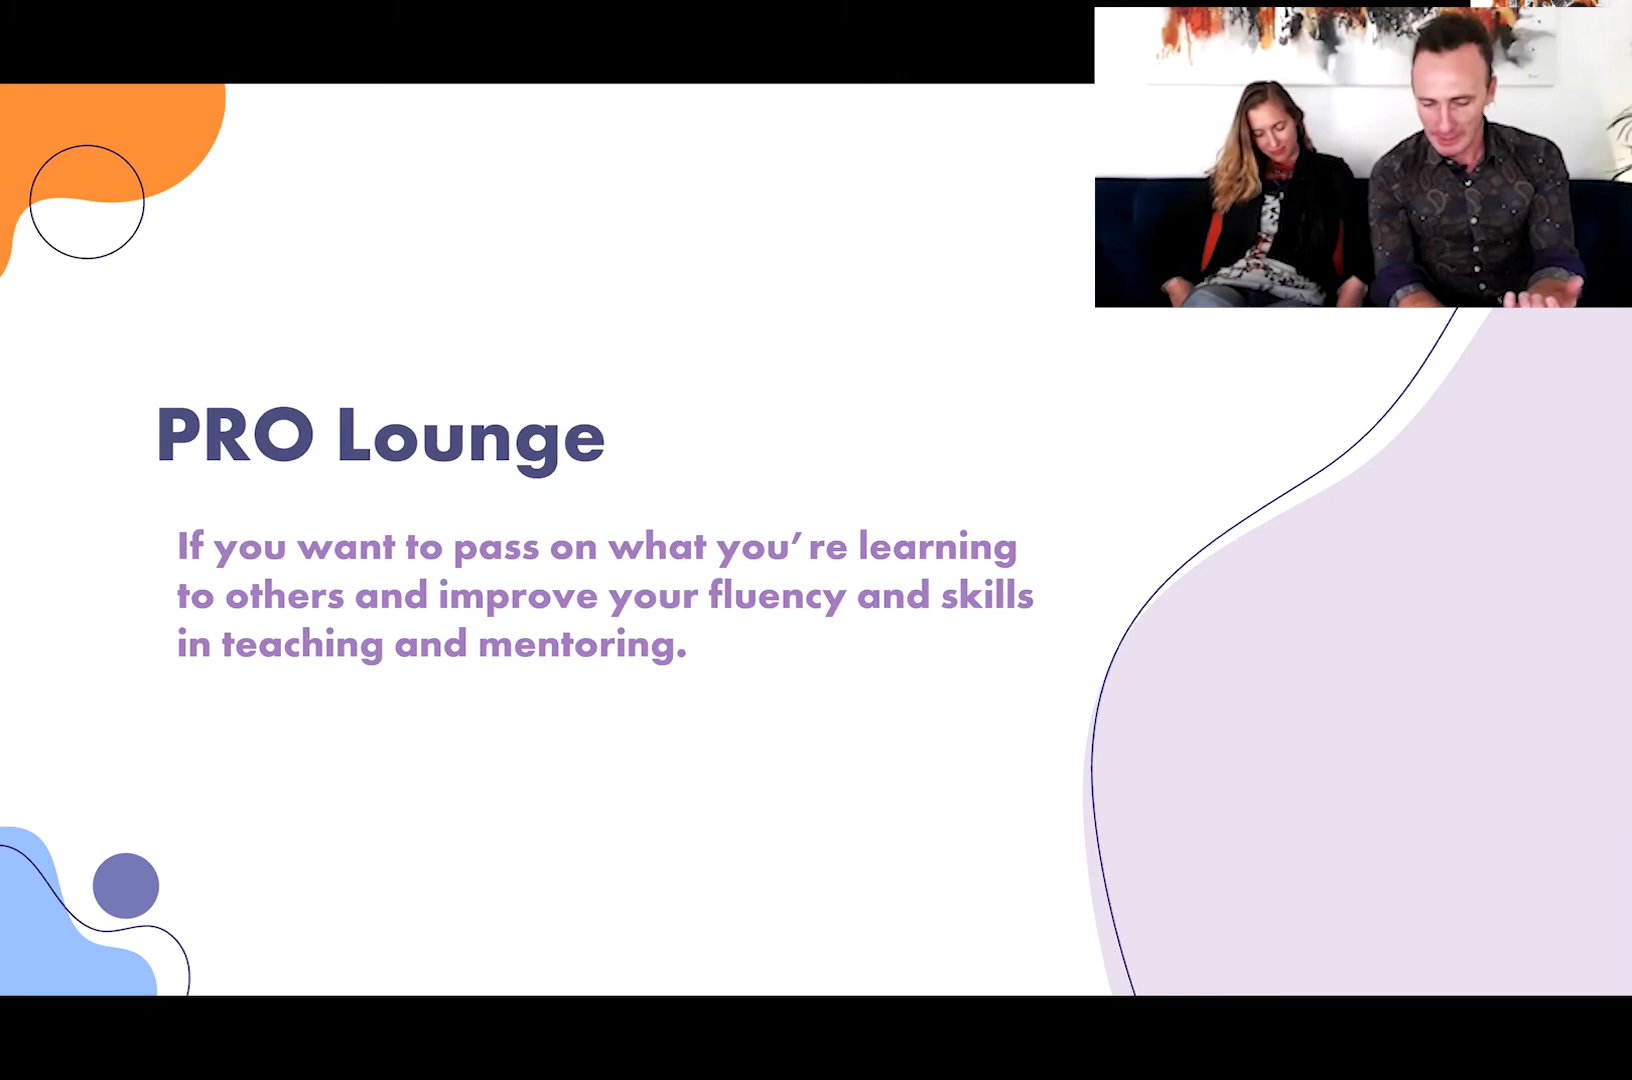 PRO Lounge
If you want to pass on what you’re learning
to others and improve your fluency and skills
in teaching and mentoring.